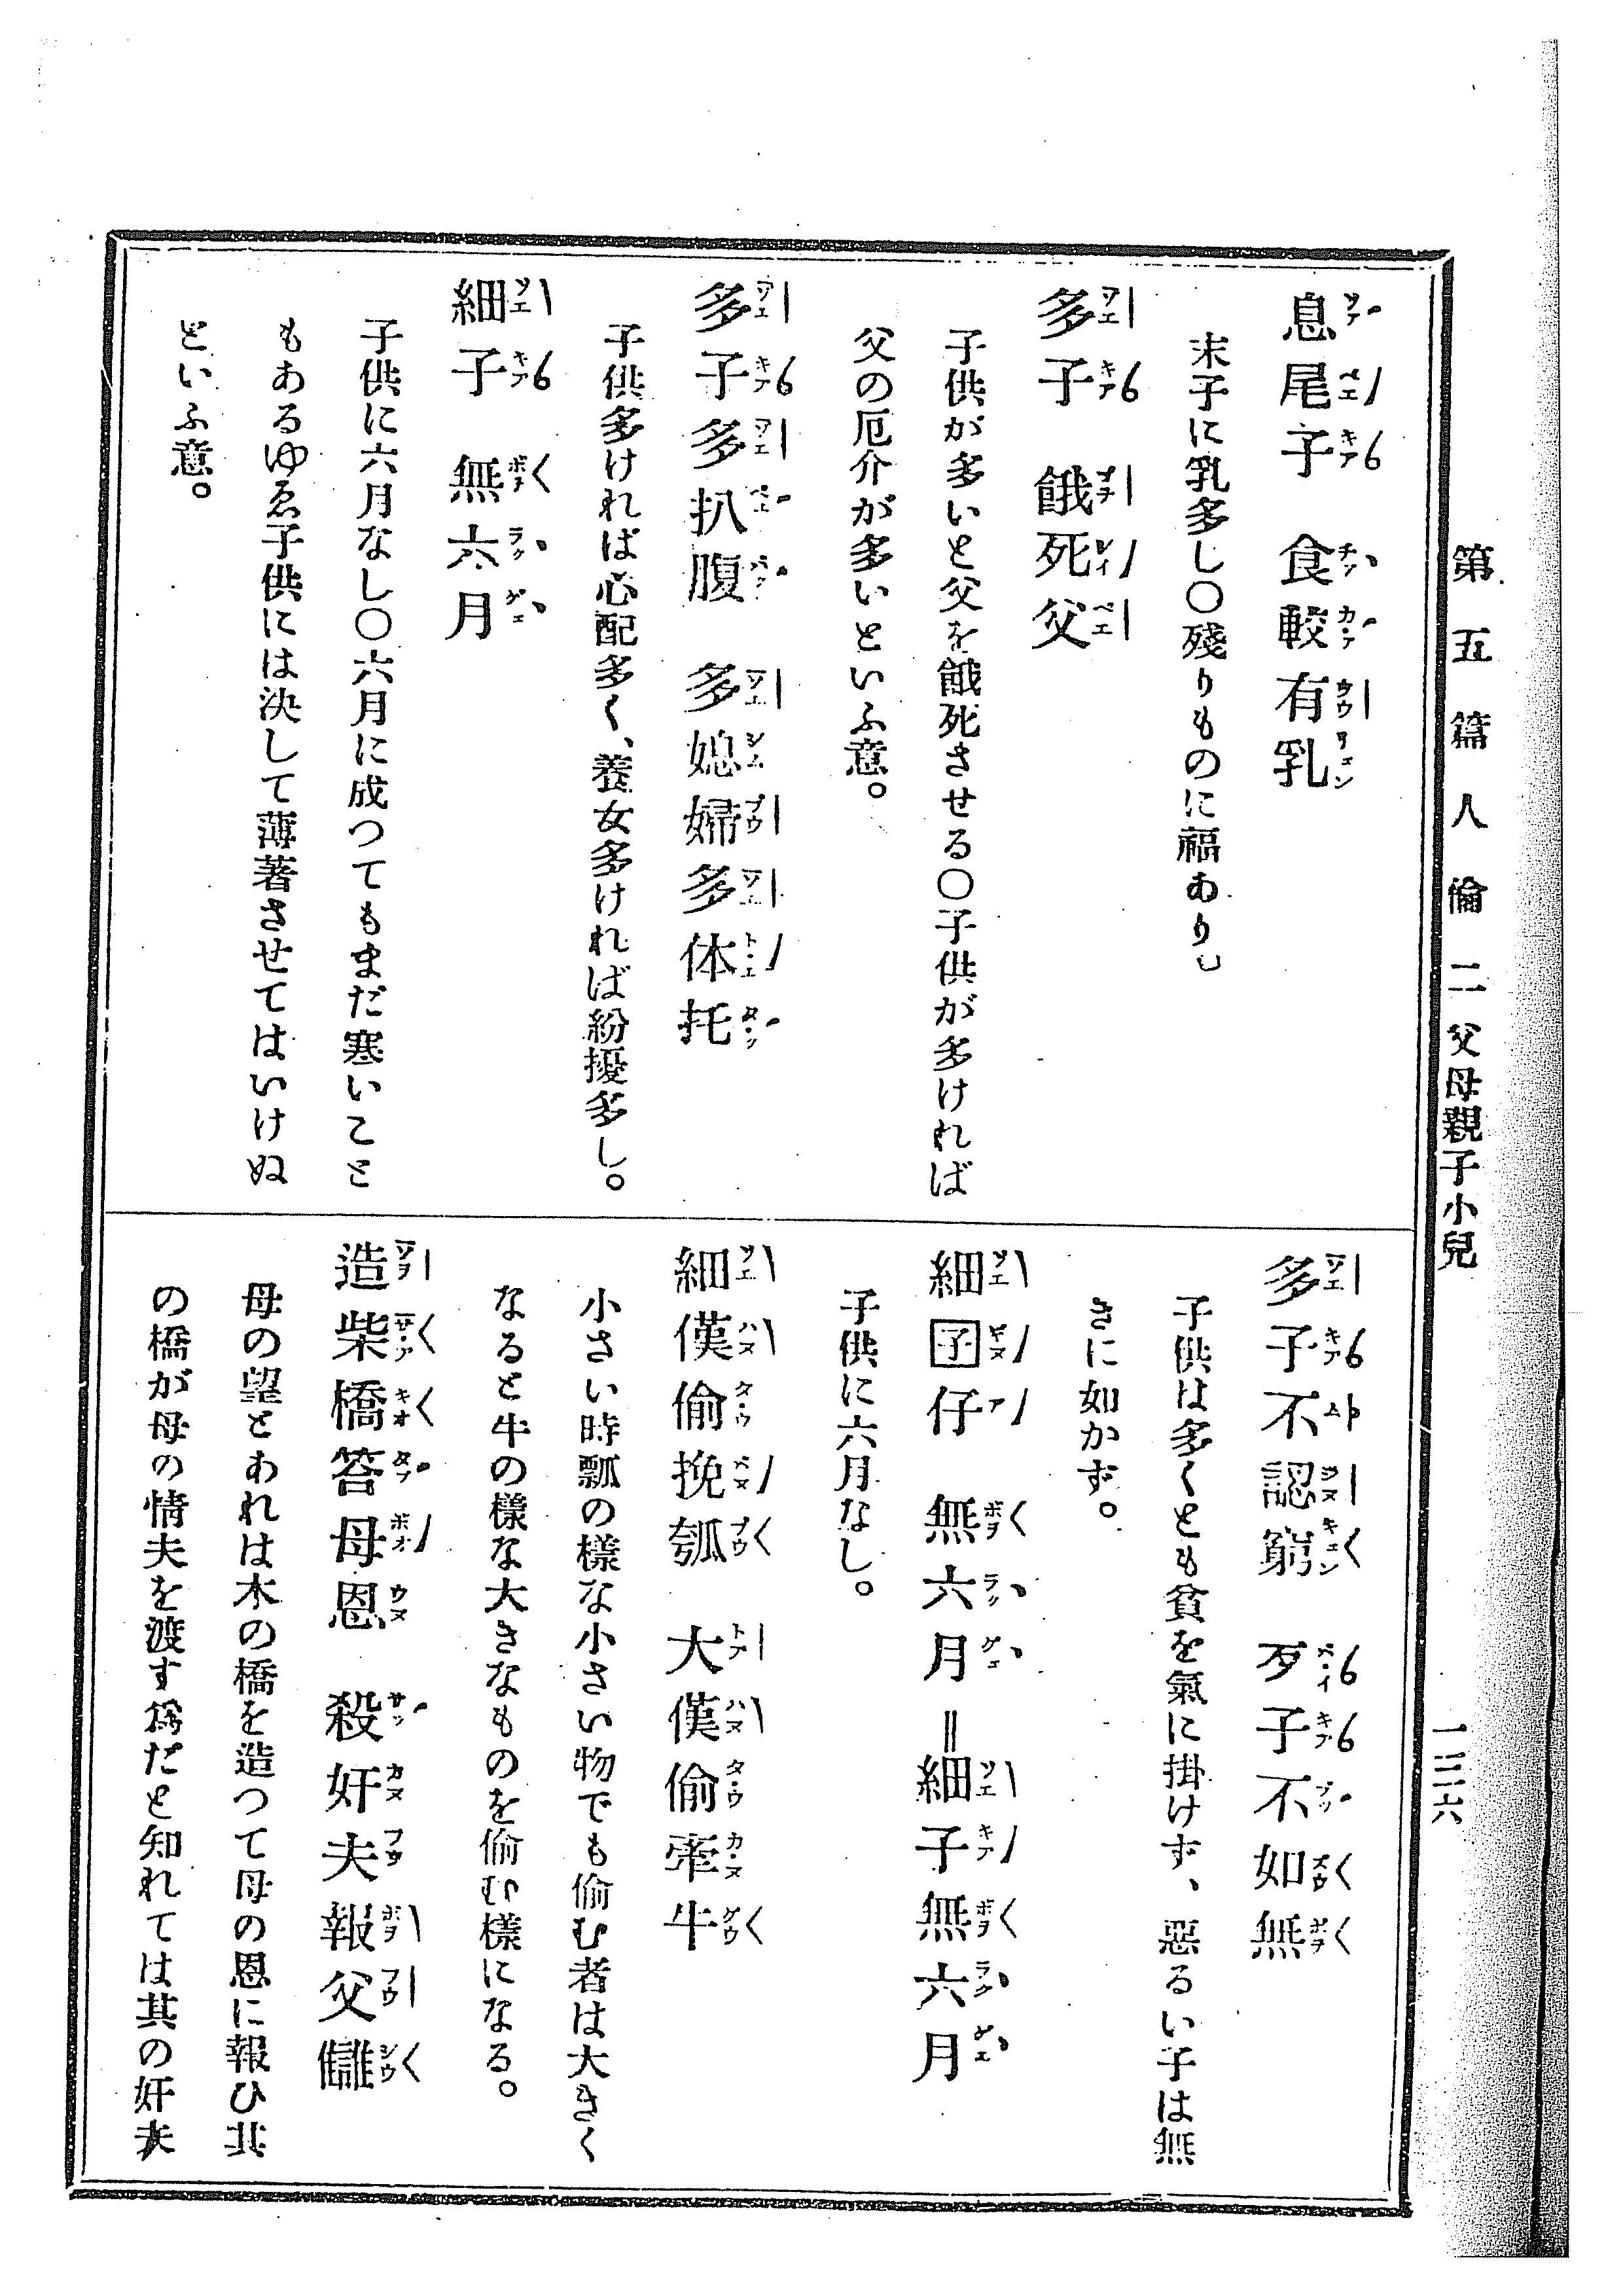 第五篇 人倫 二 父母親子小兒
一三六
息尾子 食較有乳
末子に乳多し〇殘りものに福あり。
多子 餓死父
子供が多いと父を餓死させる〇子供が多ければ
父の厄介が多いといふ意。
多子多扒腹 多媳婦多体托
子供多ければ心配多く、養女多ければ紛擾多し。
細子 無六月
子供に六月なし〇六月に成つてもまだ寒いこと
もあるゆゑ子供には決して薄著させてはいけぬ
といふ意。
多子不認窮 歹子不如無
子供は多くとも貧を氣に掛けず、惡るい子は無
きに如かず。
細囝仔 無六月=細子無六月
子供に六月なし。
細漢偷挽瓠 大漢偷牽牛
小さい時瓢の樣な小さい物でも偷む者は大きく
なると牛の樣な大きなものを偷む樣になる。
造柴橋答母恩 殺奸夫報父讎
母の望とあれは木の橋を造つて母の恩に報ひ其
の橋が母の情夫を渡す爲だと知れては其の奸夫